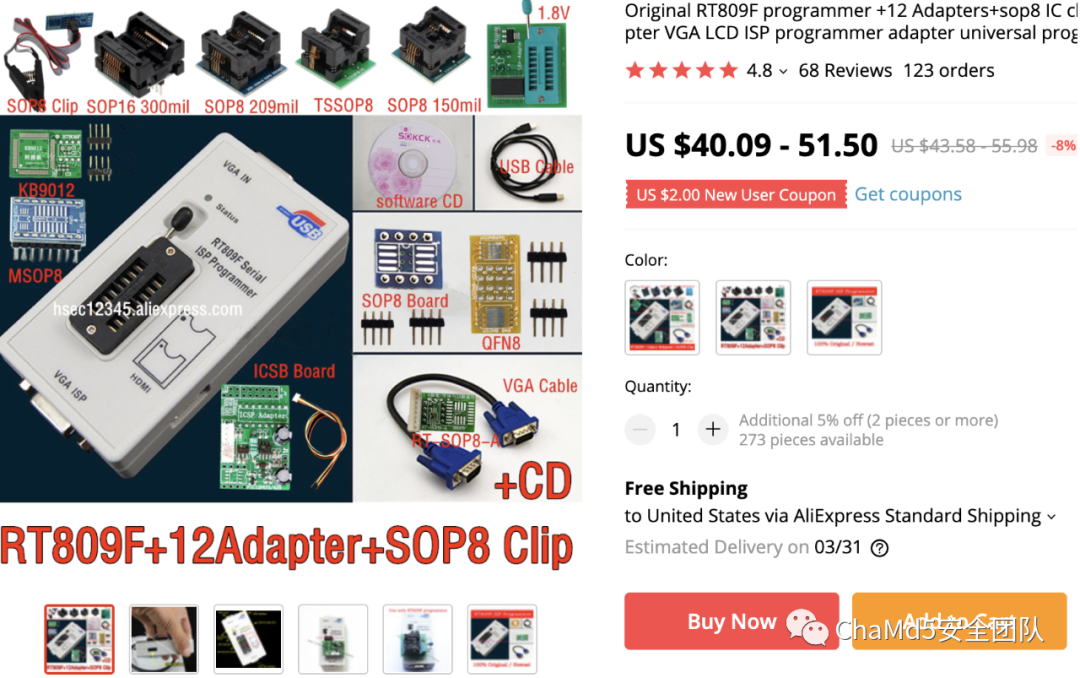 1.8V
SOP8 Clip SOP16 300mil SOP8 209mil TSSOP8 SOP8 150mil
KB9012
MSOP8
VGA IN
Status
USB
RT809F Serial
ISP Programmer
hsec12345.aliexpress.com
HDMI
VGA ISP
SOKCK
software CD
USB Cable
SOP8 Board
QFN8
ICSB Board
ICSP Adapter
VGA Cable
RT-SOP8-A
+CD
RT809F+12Adapter+SOP8 Clip
Original RT809F programmer +12 Adapters+sop8 IC cl
pter VGA LCD ISP programmer adapter universal prog
4.8 68 Reviews 123 orders
US $40.09 - 51.50 US $43.58 - 55.98 -8%
US $2.00 New User Coupon Get coupons
Color:
Quantity:
1
Additional 5% off (2 pieces or more)
273 pieces available
Free Shipping
to United States via AliExpress Standard Shipping
Estimated Delivery on 03/31
Buy Now
Add to Cart
ChaMd5安全团队